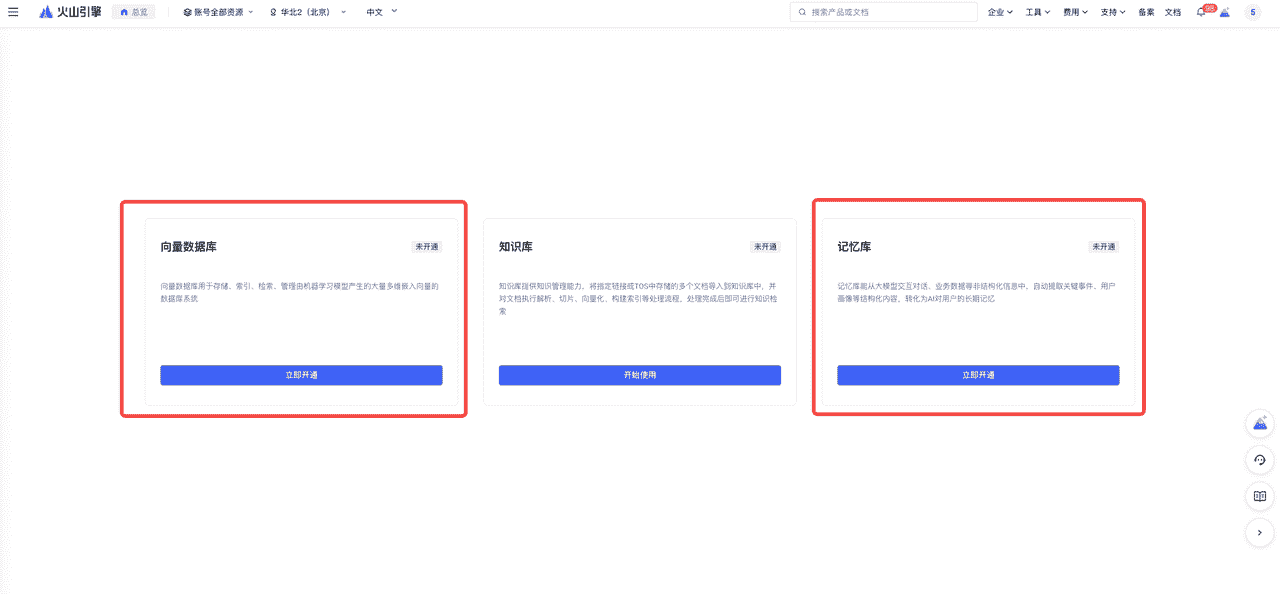 火山引擎 总览 账号全部资源 华北2（北京） 中文 搜索产品或文档 企业 工具 费用 支持 备案 文档 5
向量数据库 未开通
向量数据库用于存储、索引、检索、管理由机器学习模型产生的大量多维嵌入向量的
数据库系统
立即开通
知识库 未开通
知识库提供知识管理能力，将指定链接或TOS中存储的多个文档导入到知识库中，并
对文档执行解析、切片、向量化、构建索引等处理流程，处理完成后即可进行知识检
索
开始使用
记忆库 未开通
记忆库能从大模型交互对话、业务数据等非结构化信息中，自动提取关键事件、用户
画像等结构化内容，转化为AI对用户的长期记忆
立即开通